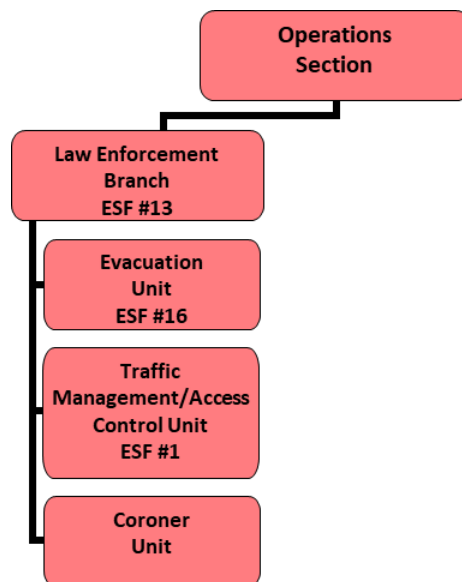 Operations
Section
Law Enforcement
Branch
ESF #13
Evacuation
Unit
ESF #16
Traffic
Management/Access
Control Unit
ESF #1
Coroner
Unit